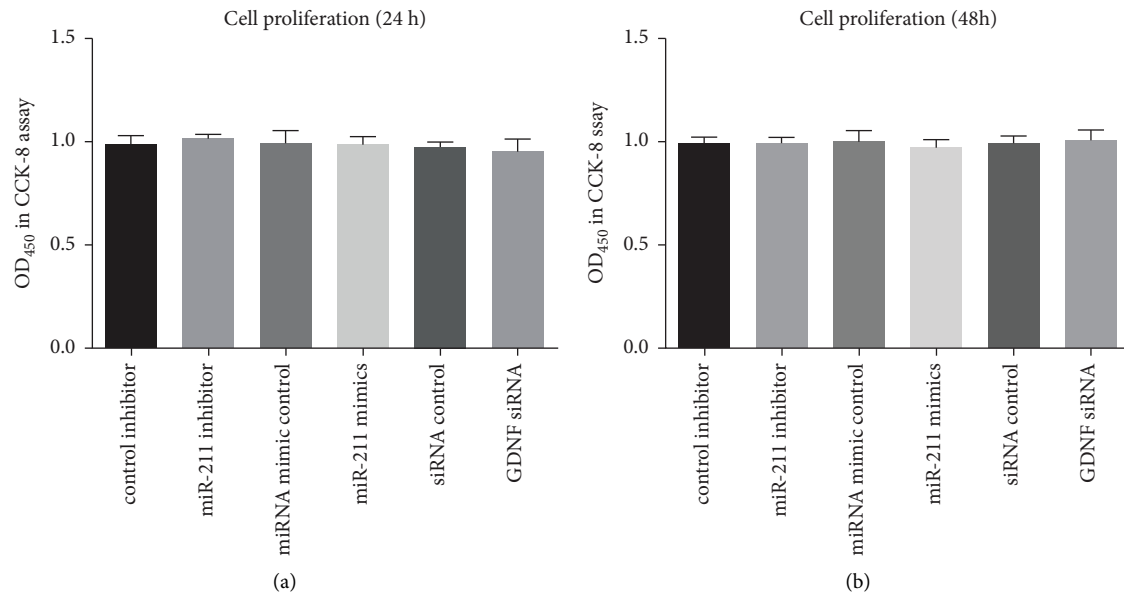 Cell proliferation (24 h)
OD450 in CCK-8 assay
1.5
1.0
0.5
0.0
control inhibitor
miR-211 inhibitor
miRNA mimic control
miR-211 mimics
siRNA control
GDNF siRNA
(a)
Cell proliferation (48h)
OD450 in CCK-8 ssay
1.5
1.0
0.5
0.0
control inhibitor
miR-211 inhibitor
miRNA mimic control
miR-211 mimics
siRNA control
GDNF siRNA
(b)